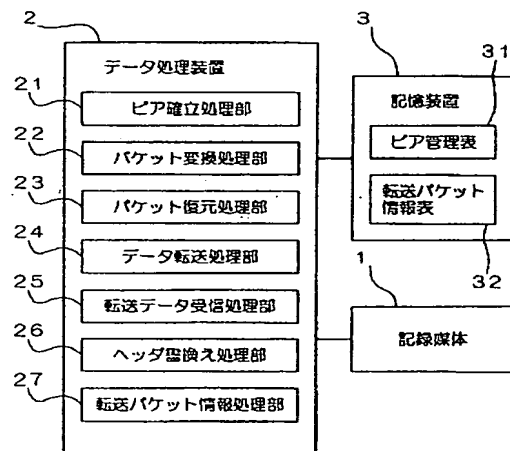 2
データ処理装置
21
ピア確立処理部
22
パケット変換処理部
23
パケット復元処理部
24
データ転送処理部
25
転送データ受信処理部
26
ヘッダ書換え処理部
27
転送パケット情報処理部
3
記憶装置
31
ピア管理表
転送パケット
情報表
32
1
記録媒体